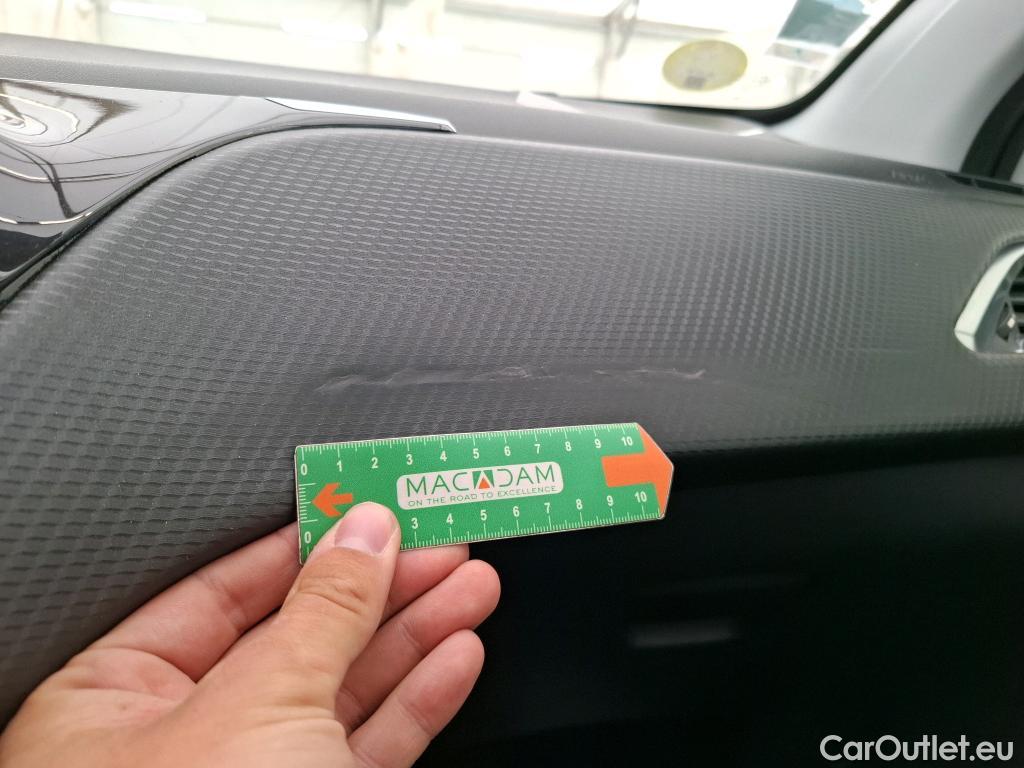 0 1 2 3 4 5 6 7 8 9 10
MACADAM
ON THE ROAD TO EXCELLENCE
0 3 4 5 6 7 8 9 10
CarOutlet.eu